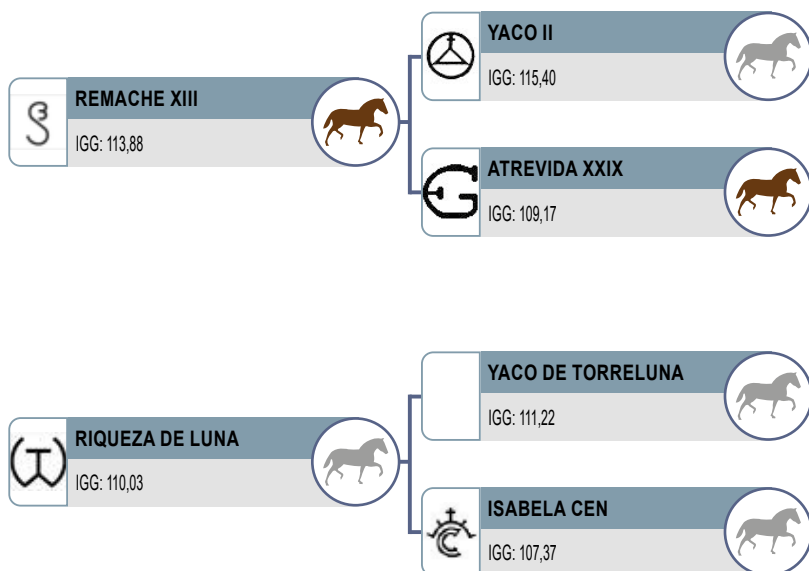 REMACHE XIII
IGG: 113,88
YACO II
IGG: 115,40
ATREVIDA XXIX
IGG: 109,17
RIQUEZA DE LUNA
IGG: 110,03
YACO DE TORRELUNA
IGG: 111,22
ISABELA CEN
IGG: 107,37